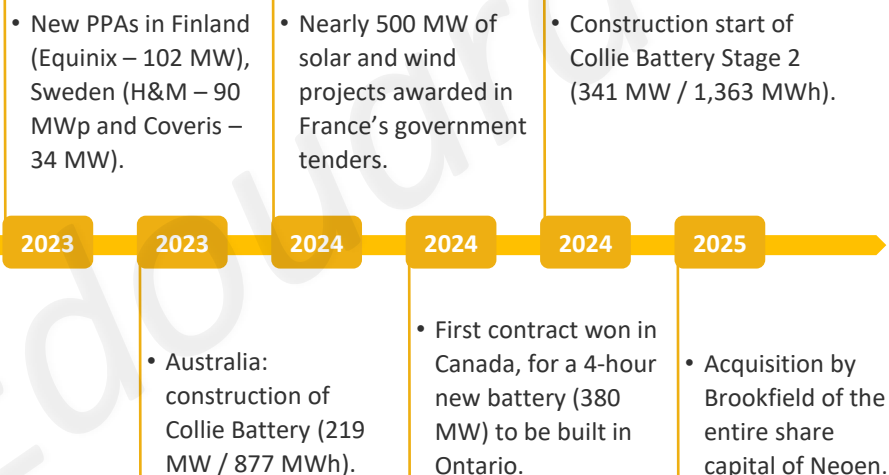 • New PPAs in Finland
(Equinix – 102 MW),
Sweden (H&M – 90
MWp and Coveris –
34 MW).
• Nearly 500 MW of
solar and wind
projects awarded in
France's government
tenders.
• Construction start of
Collie Battery Stage 2
(341 MW / 1,363 MWh).
2023
2023
2024
2024
2024
2025
• Australia:
construction of
Collie Battery (219
MW / 877 MWh).
• First contract won in
Canada, for a 4-hour
new battery (380
MW) to be built in
Ontario.
• Acquisition by
Brookfield of the
entire share
capital of Neoen.